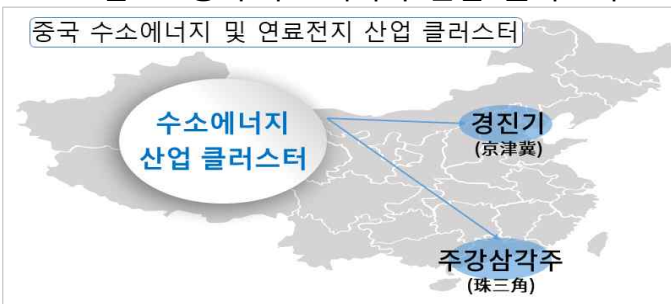 중국 수소에너지 및 연료전지 산업 클러스터
수소에너지
산업 클러스터
경진기
(京津冀)
주강삼각주
(珠三角)